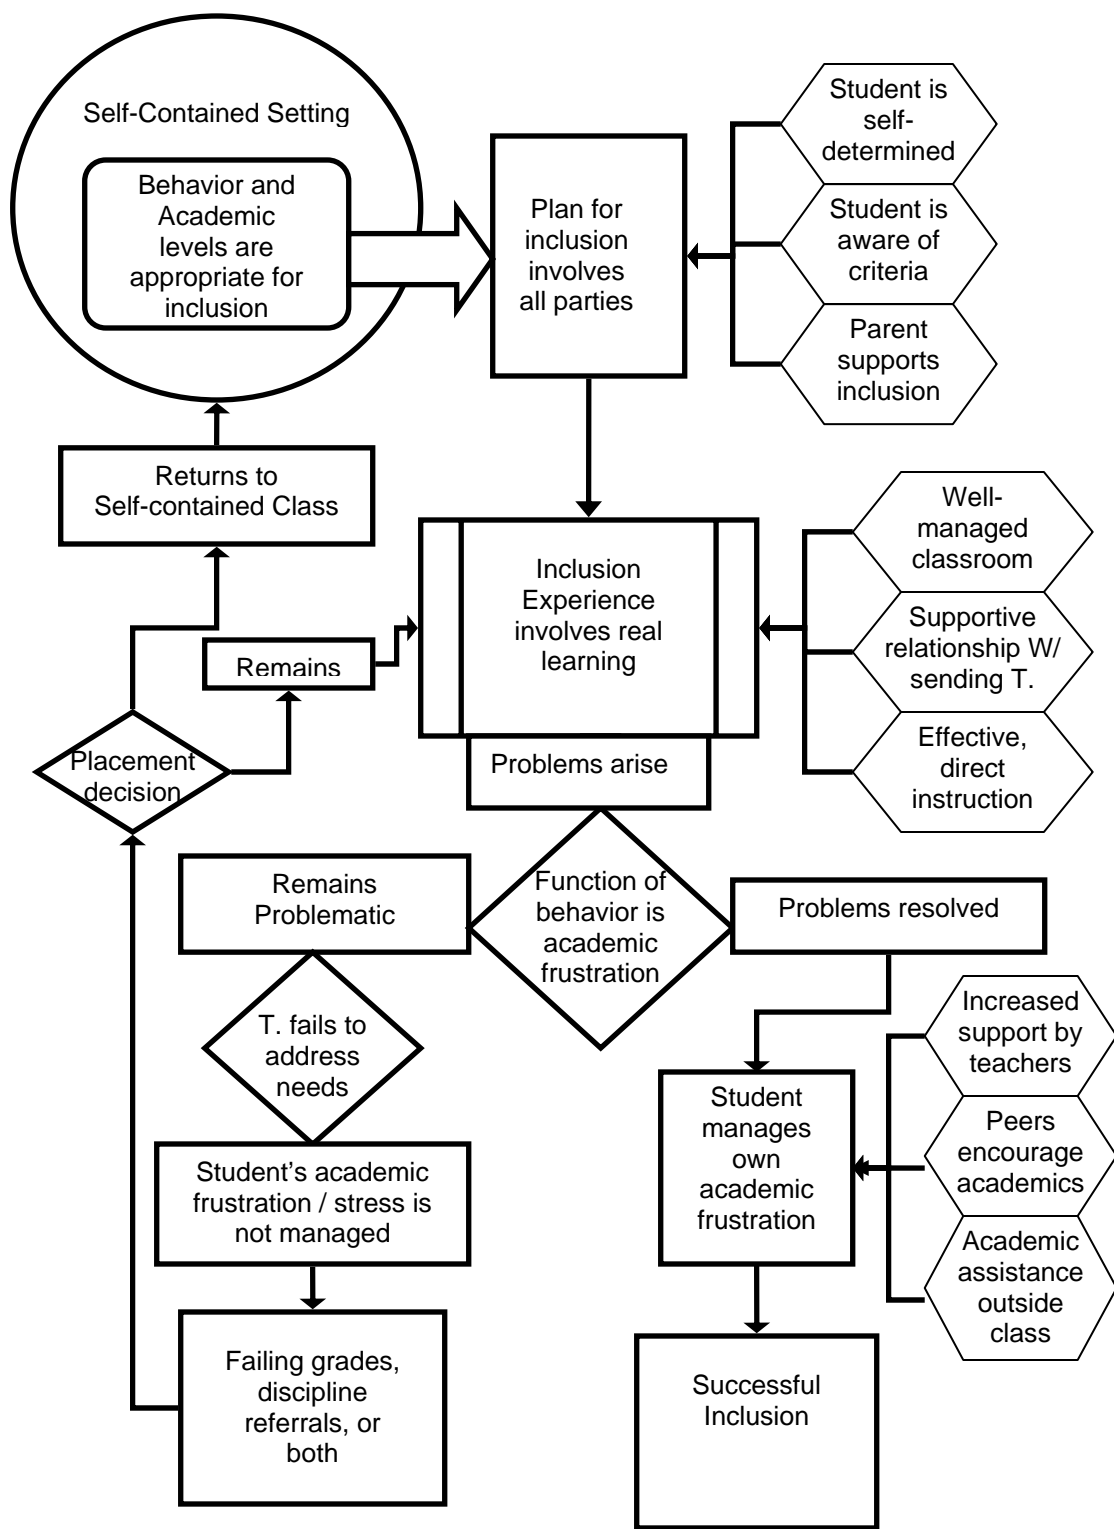 Self-Contained Setting
Behavior and
Academic
levels are
appropriate for
inclusion
Plan for
inclusion
involves
all parties
Student is
self-
determined
Student is
aware of
criteria
Parent
supports
inclusion
Returns to
Self-contained Class
Remains
Placement
decision
Inclusion
Experience
involves real
learning
Well-
managed
classroom
Supportive
relationship W/
sending T.
Effective,
direct
instruction
Problems arise
Function of
behavior is
academic
frustration
Remains
Problematic
Problems resolved
T. fails to
address
needs
Student’s academic
frustration / stress is
not managed
Failing grades,
discipline
referrals, or
both
Student
manages
own
academic
frustration
Increased
support by
teachers
Peers
encourage
academics
Academic
assistance
outside
class
Successful
Inclusion